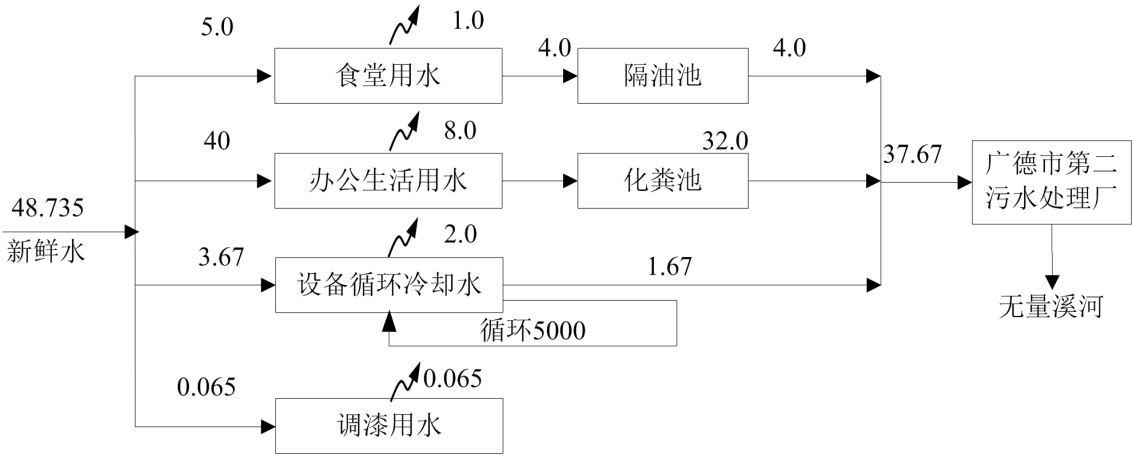 5.0
1.0
食堂用水
4.0
隔油池
4.0
40
8.0
办公生活用水
化粪池
32.0
37.67
广德市第二
污水处理厂
48.735
新鲜水
3.67
2.0
设备循环冷却水
1.67
循环5000
无量溪河
0.065
0.065
调漆用水